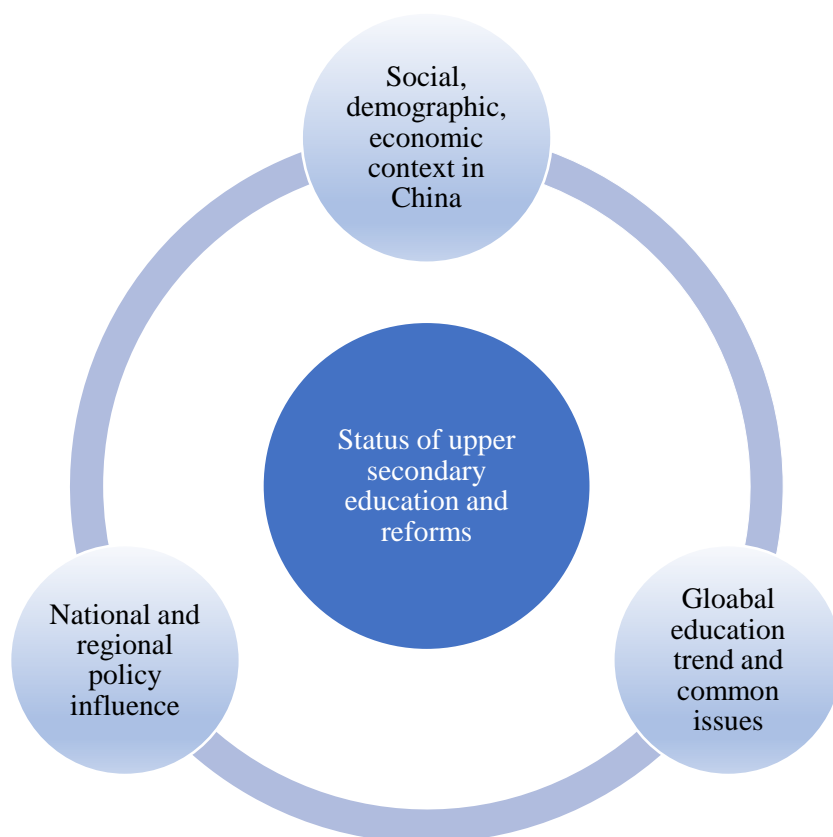 Social,
demographic,
economic
context in
China
Status of upper
secondary
education and
reforms
National and
regional
policy
influence
Gloabal
education
trend and
common
issues